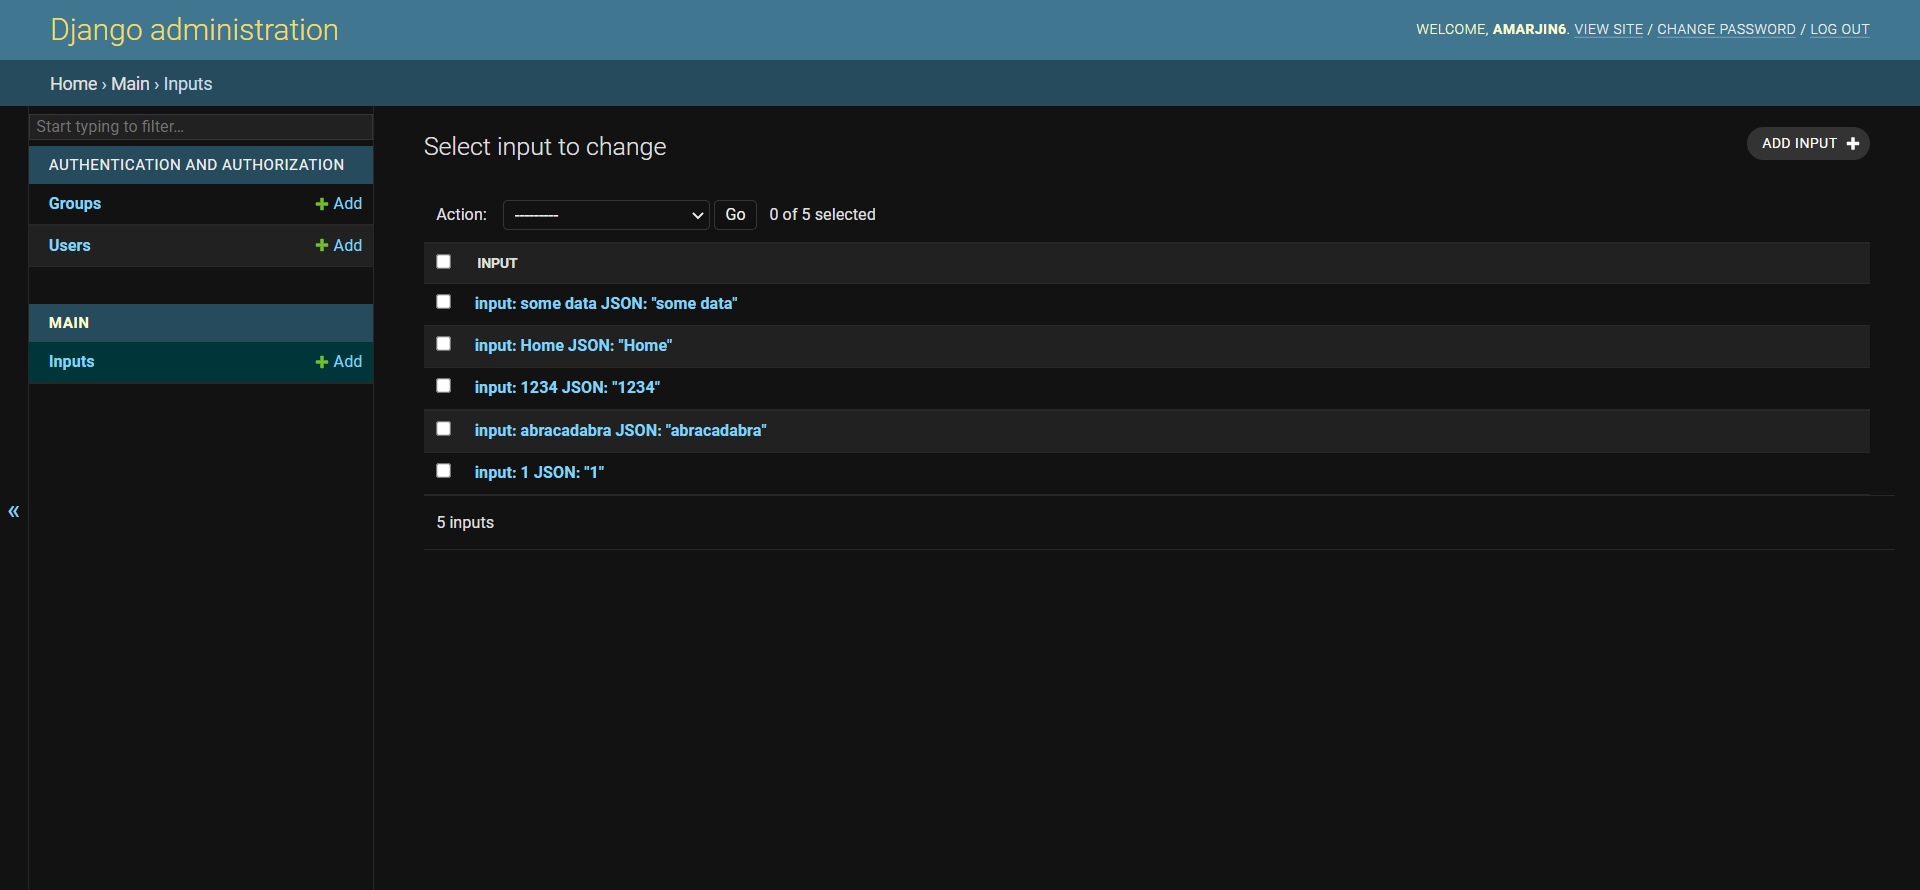 Django administration
WELCOME, AMARJIN6. VIEW SITE / CHANGE PASSWORD / LOG OUT
Home › Main › Inputs
Start typing to filter...
AUTHENTICATION AND AUTHORIZATION
Groups + Add
Users + Add
MAIN
Inputs + Add
«
Select input to change
ADD INPUT +
Action: --------- Go 0 of 5 selected
INPUT
input: some data JSON: "some data"
input: Home JSON: "Home"
input: 1234 JSON: "1234"
input: abracadabra JSON: "abracadabra"
input: 1 JSON: "1"
5 inputs